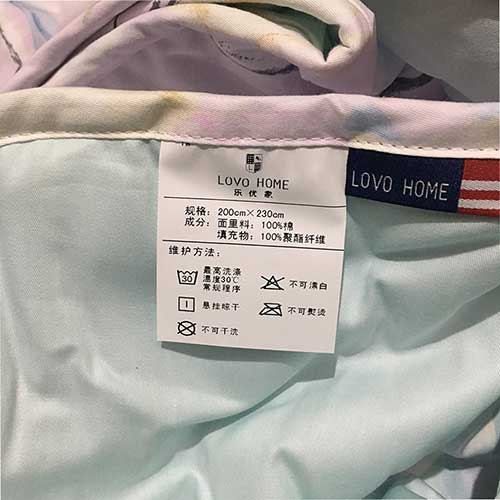 LOVO HOME
乐优家
LOVO HOME
规格: 200cm×230cm
成分: 面里料: 100%棉
填充物: 100%聚酯纤维
维护方法:
30
最高洗涤
温度30℃
常规程序
不可漂白
悬挂晾干
不可熨烫
不可干洗